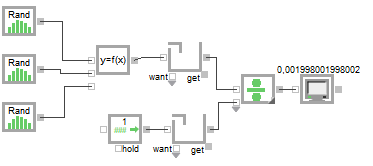 Rand
0,001998001998002
Rand
y=f(x)
want
get
Rand
1
hold
want
get